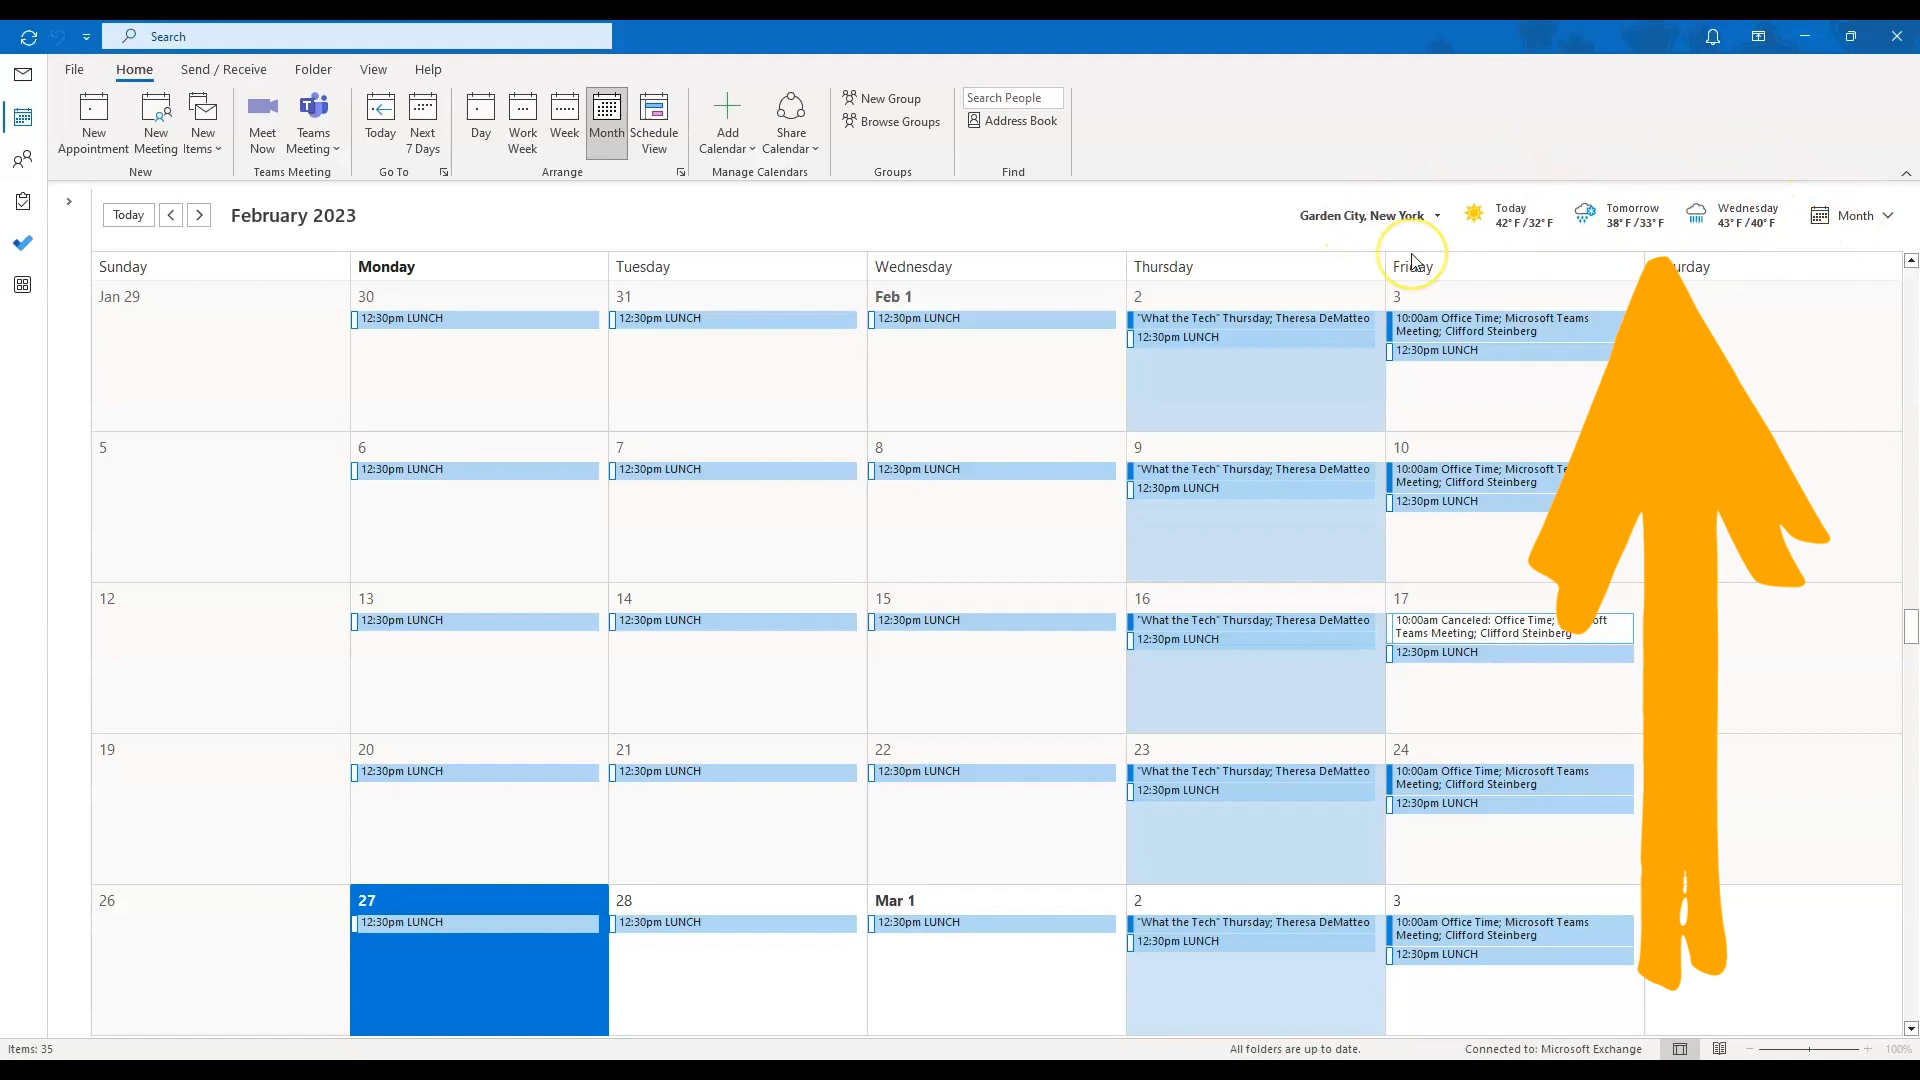 Search
File Home Send / Receive Folder View Help
New Appointment
New Meeting
New Items
New
Meet Now
Teams Meeting
Teams Meeting
Today
Next 7 Days
Go To
Day
Work Week
Week
Month
Schedule View
Arrange
Add Calendar
Share Calendar
Manage Calendars
New Group
Browse Groups
Groups
Search People
Address Book
Find
Today
February 2023
Garden City, New York
Today
42° F/32° F
Tomorrow
38° F/33° F
Wednesday
43° F/40° F
Month
Sunday Monday Tuesday Wednesday Thursday Friday
Jan 29
30
12:30pm LUNCH
31
12:30pm LUNCH
Feb 1
12:30pm LUNCH
2
"What the Tech" Thursday; Theresa DeMatteo
12:30pm LUNCH
3
10:00am Office Time; Microsoft Teams
Meeting; Clifford Steinberg
12:30pm LUNCH
5
6
12:30pm LUNCH
7
12:30pm LUNCH
8
12:30pm LUNCH
9
"What the Tech" Thursday; Theresa DeMatteo
12:30pm LUNCH
10
10:00am Office Time; Microsoft
Meeting; Clifford Steinberg
12:30pm LUNCH
12
13
12:30pm LUNCH
14
12:30pm LUNCH
15
12:30pm LUNCH
16
"What the Tech" Thursday; Theresa DeMatteo
12:30pm LUNCH
17
10:00am Canceled: Office Time;
Teams Meeting; Clifford Steinberg
12:30pm LUNCH
19
20
12:30pm LUNCH
21
12:30pm LUNCH
22
12:30pm LUNCH
23
"What the Tech" Thursday; Theresa DeMatteo
12:30pm LUNCH
24
10:00am Office Time; Microsoft Teams
Meeting; Clifford Steinberg
12:30pm LUNCH
26
27
12:30pm LUNCH
28
12:30pm LUNCH
Mar 1
12:30pm LUNCH
2
"What the Tech" Thursday; Theresa DeMatteo
12:30pm LUNCH
3
10:00am Office Time; Microsoft Teams
Meeting; Clifford Steinberg
12:30pm LUNCH
Items: 35
All folders are up to date.
Connected to: Microsoft Exchange
100%